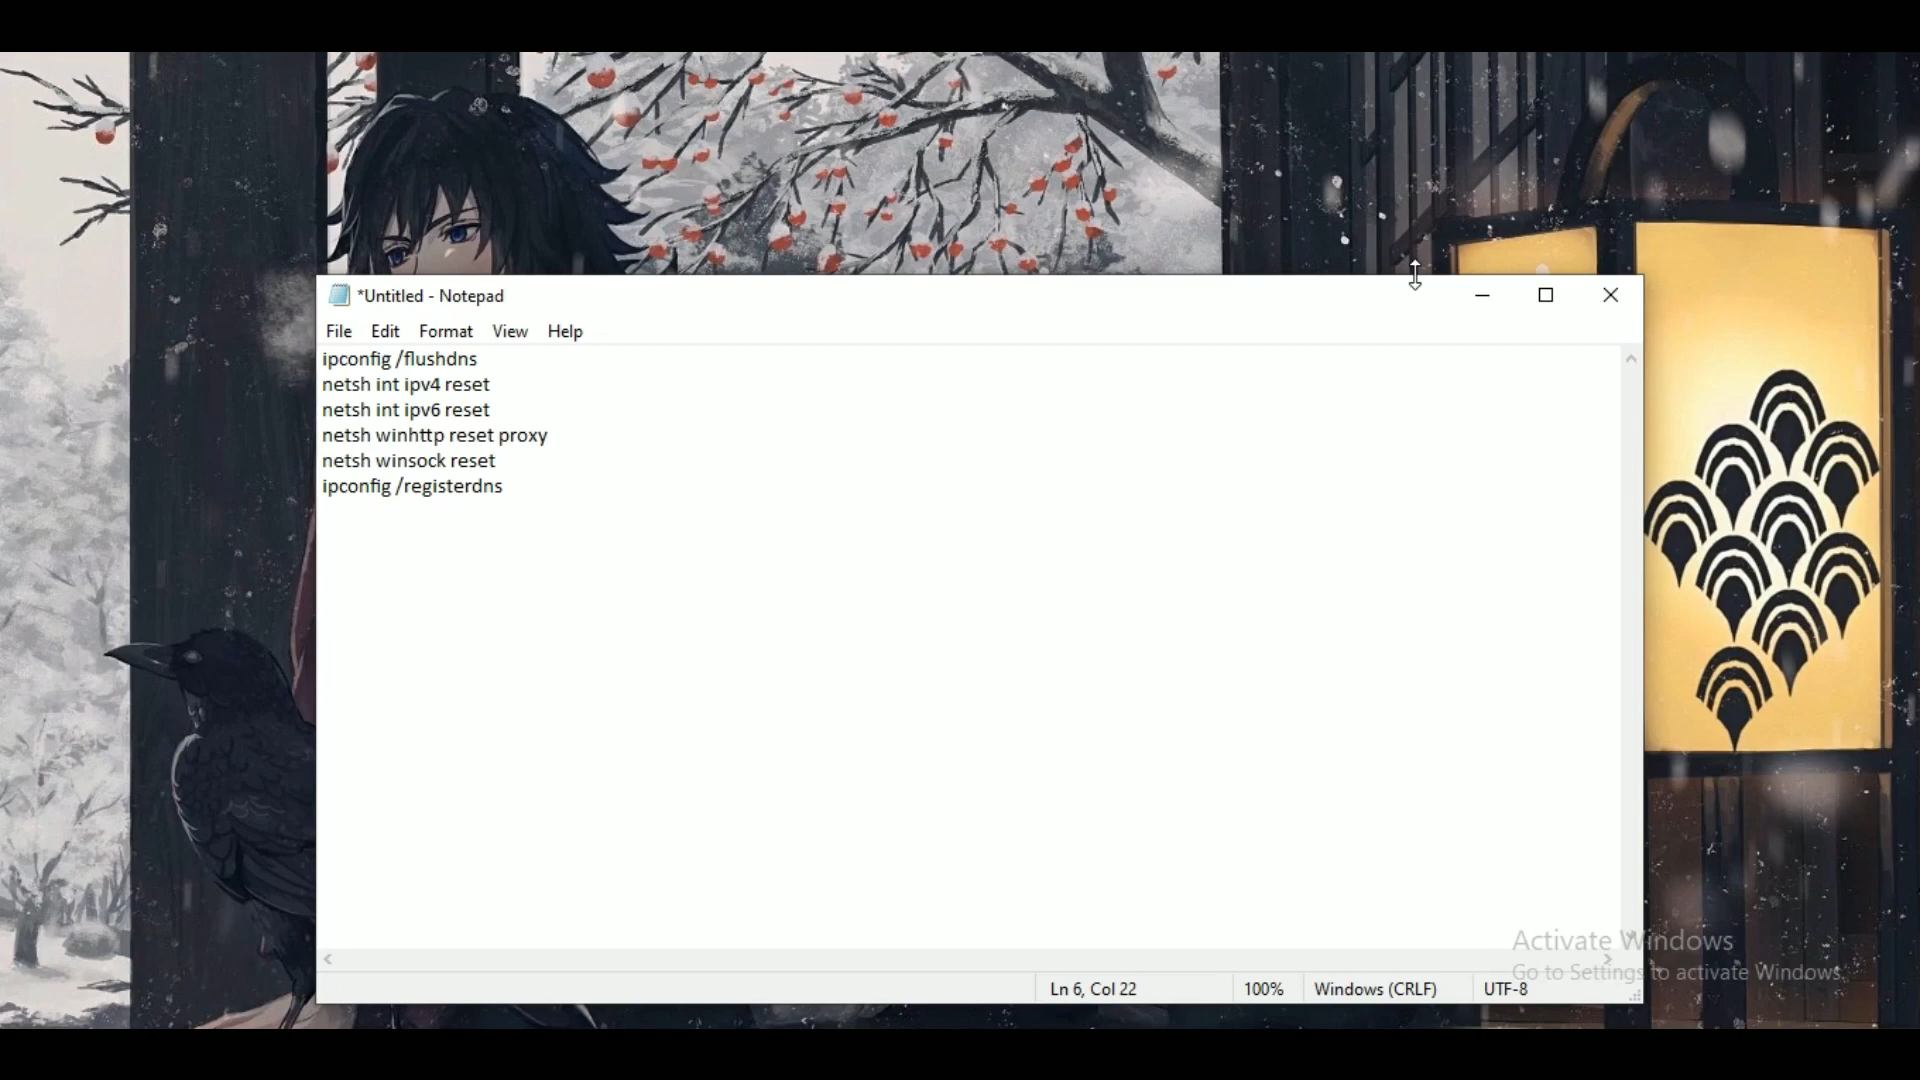 *Untitled - Notepad
File Edit Format View Help
ipconfig /flushdns
netsh int ipv4 reset
netsh int ipv6 reset
netsh winhttp reset proxy
netsh winsock reset
ipconfig /registerdns
Activate Windows
Go to Settings to activate Windows.
Ln 6, Col 22 100% Windows (CRLF) UTF-8